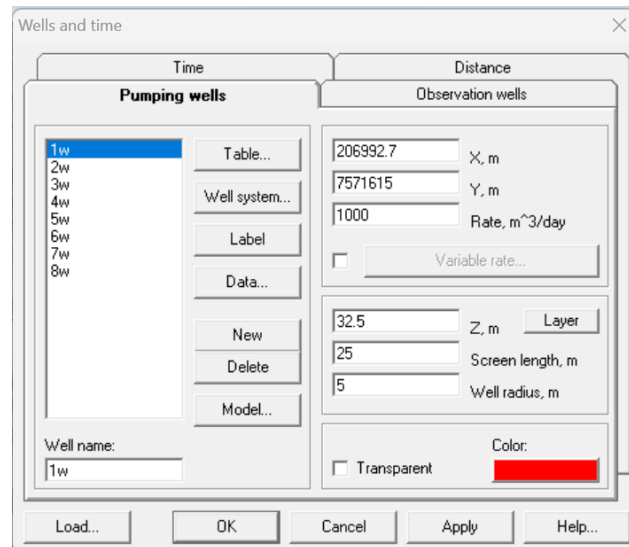 Wells and time
Time
Distance
Pumping wells
Observation wells
1w
2w
3w
4w
5w
6w
7w
8w
Table...
Well system...
Label
Data...
New
Delete
Model...
Well name:
1w
206992.7 X, m
7571615 Y, m
1000 Rate, m^3/day
Variable rate...
32.5 Z, m Layer
25 Screen length, m
5 Well radius, m
Transparent
Color:
Load...
OK
Cancel
Apply
Help...